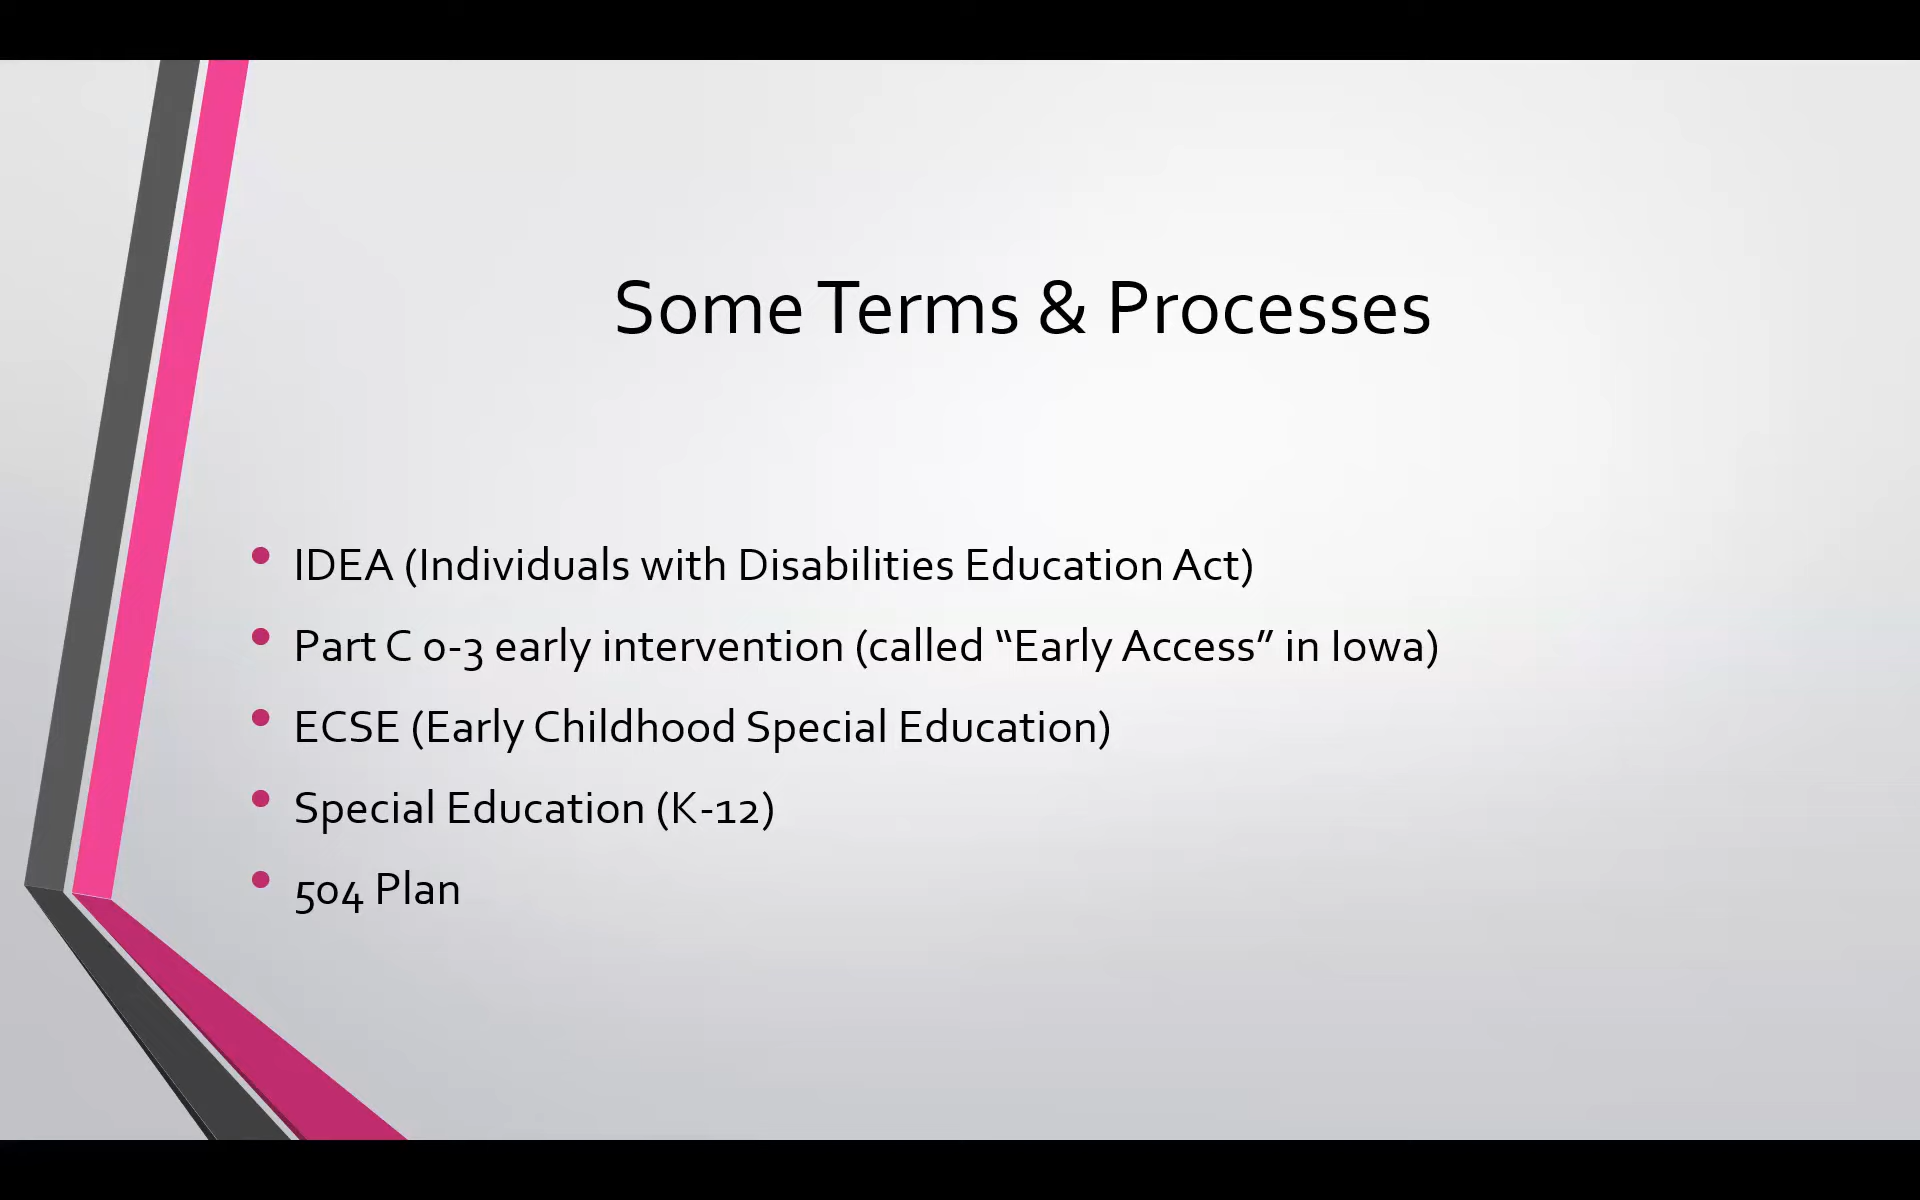 Some Terms & Processes
• IDEA (Individuals with Disabilities Education Act)
• Part C 0-3 early intervention (called “Early Access” in Iowa)
• ECSE (Early Childhood Special Education)
• Special Education (K-12)
• 504 Plan